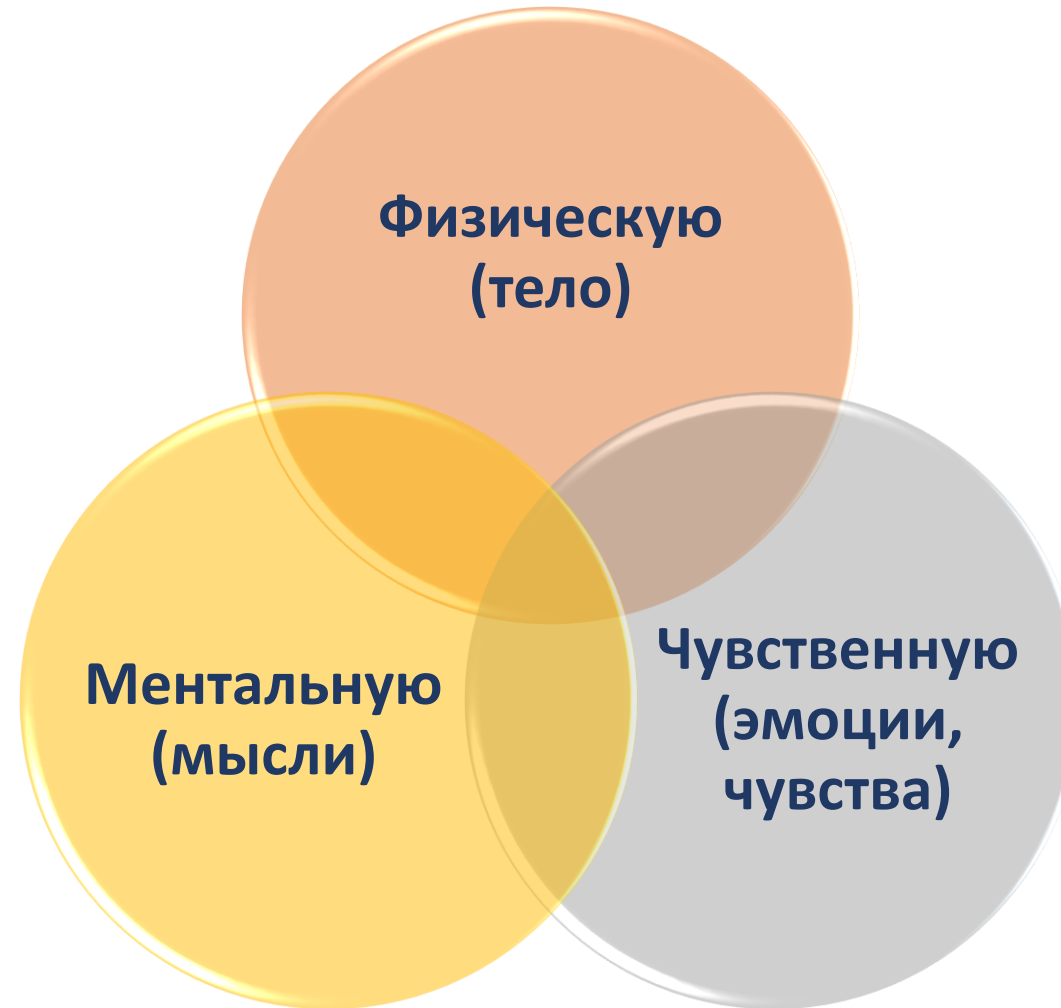 Физическую
(тело)
Ментальную
(мысли)
Чувственную
(эмоции,
чувства)